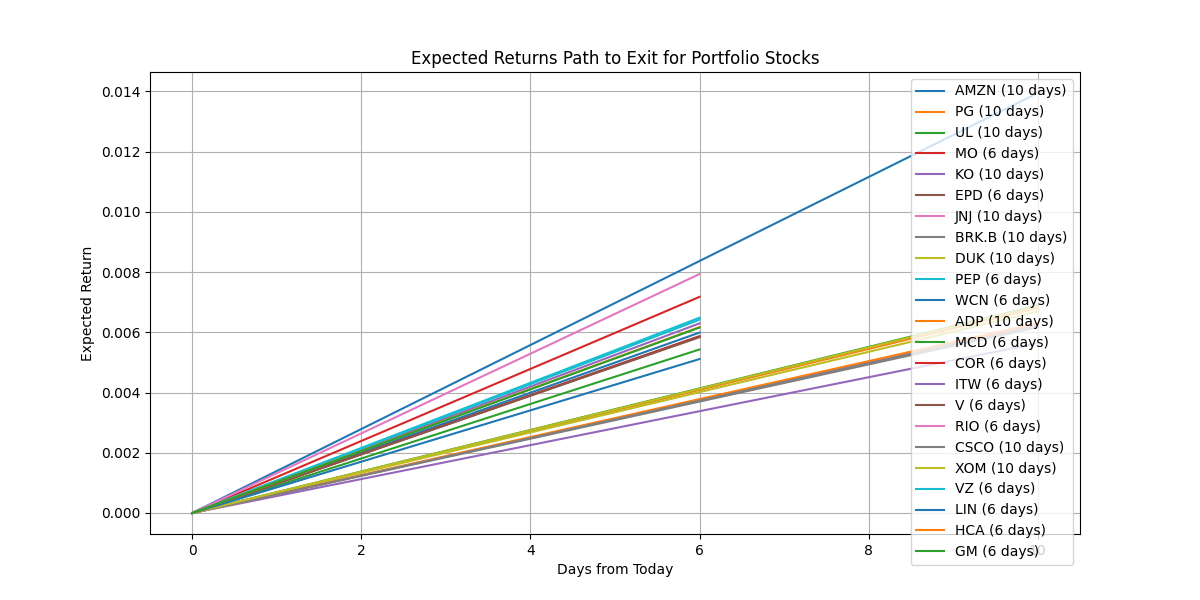 Expected Returns Path to Exit for Portfolio Stocks
Expected Return
0.014
0.012
0.010
0.008
0.006
0.004
0.002
0.000
0
2
4
6
8
10
Days from Today
AMZN (10 days)
PG (10 days)
UL (10 days)
MO (6 days)
KO (10 days)
EPD (6 days)
JNJ (10 days)
BRK.B (10 days)
DUK (10 days)
PEP (6 days)
WCN (6 days)
ADP (10 days)
MCD (6 days)
COR (6 days)
ITW (6 days)
V (6 days)
RIO (6 days)
CSCO (10 days)
XOM (10 days)
VZ (6 days)
LIN (6 days)
HCA (6 days)
GM (6 days)